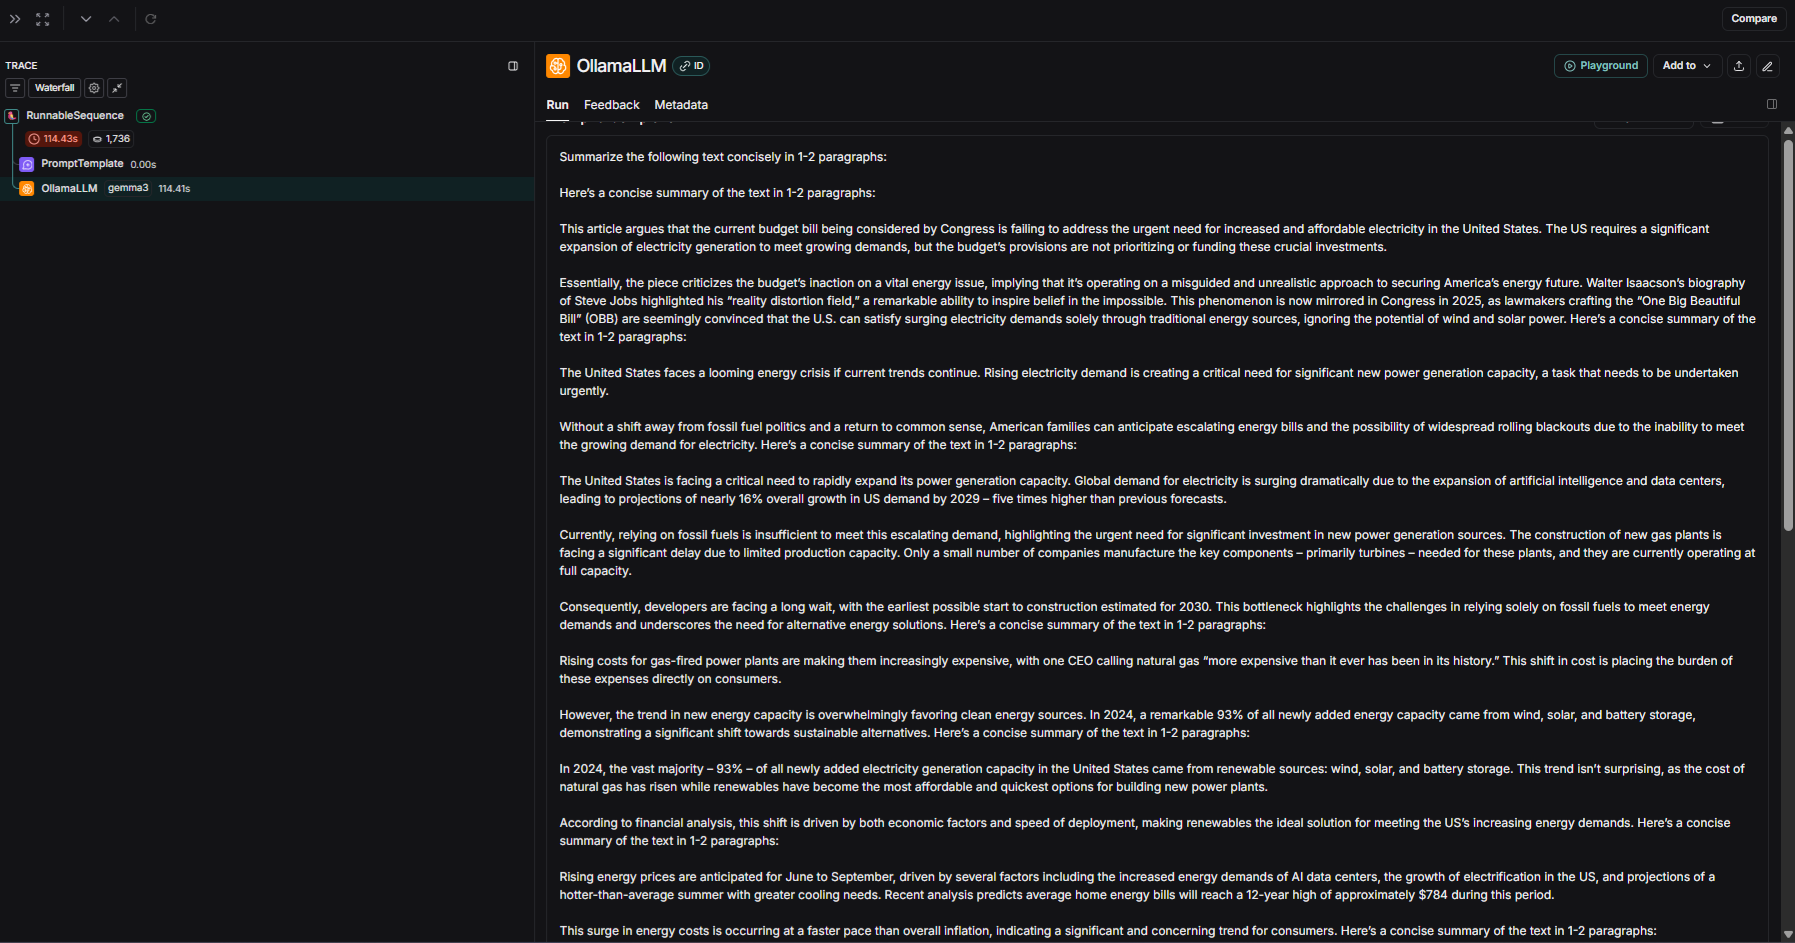 Compare
TRACE
Waterfall
RunnableSequence
114.43s 1,736
PromptTemplate 0.00s
OllamaLLM gemma3 114.41s
OllamaLLM ID
Playground Add to
Run Feedback Metadata
Summarize the following text concisely in 1-2 paragraphs:
Here’s a concise summary of the text in 1-2 paragraphs:
This article argues that the current budget bill being considered by Congress is failing to address the urgent need for increased and affordable electricity in the United States. The US requires a significant
expansion of electricity generation to meet growing demands, but the budget’s provisions are not prioritizing or funding these crucial investments.
Essentially, the piece criticizes the budget’s inaction on a vital energy issue, implying that it’s operating on a misguided and unrealistic approach to securing America’s energy future. Walter Isaacson’s biography
of Steve Jobs highlighted his “reality distortion field,” a remarkable ability to inspire belief in the impossible. This phenomenon is now mirrored in Congress in 2025, as lawmakers crafting the “One Big Beautiful
Bill” (OBB) are seemingly convinced that the U.S. can satisfy surging electricity demands solely through traditional energy sources, ignoring the potential of wind and solar power. Here’s a concise summary of the
text in 1-2 paragraphs:
The United States faces a looming energy crisis if current trends continue. Rising electricity demand is creating a critical need for significant new power generation capacity, a task that needs to be undertaken
urgently.
Without a shift away from fossil fuel politics and a return to common sense, American families can anticipate escalating energy bills and the possibility of widespread rolling blackouts due to the inability to meet
the growing demand for electricity. Here’s a concise summary of the text in 1-2 paragraphs:
The United States is facing a critical need to rapidly expand its power generation capacity. Global demand for electricity is surging dramatically due to the expansion of artificial intelligence and data centers,
leading to projections of nearly 16% overall growth in US demand by 2029 – five times higher than previous forecasts.
Currently, relying on fossil fuels is insufficient to meet this escalating demand, highlighting the urgent need for significant investment in new power generation sources. The construction of new gas plants is
facing a significant delay due to limited production capacity. Only a small number of companies manufacture the key components – primarily turbines – needed for these plants, and they are currently operating at
full capacity.
Consequently, developers are facing a long wait, with the earliest possible start to construction estimated for 2030. This bottleneck highlights the challenges in relying solely on fossil fuels to meet energy
demands and underscores the need for alternative energy solutions. Here’s a concise summary of the text in 1-2 paragraphs:
Rising costs for gas-fired power plants are making them increasingly expensive, with one CEO calling natural gas “more expensive than it ever has been in its history.” This shift in cost is placing the burden of
these expenses directly on consumers.
However, the trend in new energy capacity is overwhelmingly favoring clean energy sources. In 2024, a remarkable 93% of all newly added energy capacity came from wind, solar, and battery storage,
demonstrating a significant shift towards sustainable alternatives. Here’s a concise summary of the text in 1-2 paragraphs:
In 2024, the vast majority – 93% – of all newly added electricity generation capacity in the United States came from renewable sources: wind, solar, and battery storage. This trend isn’t surprising, as the cost of
natural gas has risen while renewables have become the most affordable and quickest options for building new power plants.
According to financial analysis, this shift is driven by both economic factors and speed of deployment, making renewables the ideal solution for meeting the US’s increasing energy demands. Here’s a concise
summary of the text in 1-2 paragraphs:
Rising energy prices are anticipated for June to September, driven by several factors including the increased energy demands of AI data centers, the growth of electrification in the US, and projections of a
hotter-than-average summer with greater cooling needs. Recent analysis predicts average home energy bills will reach a 12-year high of approximately $784 during this period.
This surge in energy costs is occurring at a faster pace than overall inflation, indicating a significant and concerning trend for consumers. Here’s a concise summary of the text in 1-2 paragraphs: